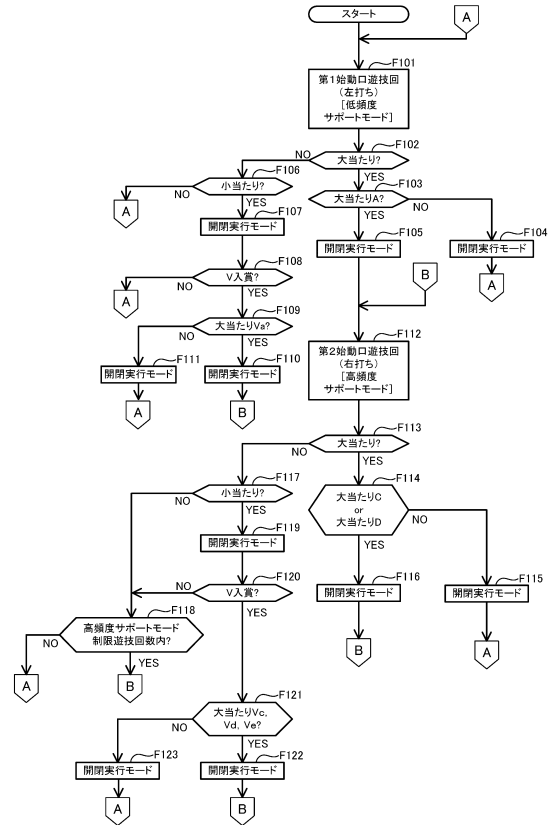 スタート
A
F101
第1始動口遊技回
(左打ち)
[低頻度
サポートモード]
F102
大当たり?
NO
YES
F106
小当たり?
NO
YES
A
F103
大当たりA?
NO
YES
F107
開閉実行モード
F105
開閉実行モード
F104
開閉実行モード
A
F108
V入賞?
NO
YES
A
B
F109
大当たりVa?
NO
YES
F111
開閉実行モード
F110
開閉実行モード
A
B
F112
第2始動口遊技回
(右打ち)
[高頻度
サポートモード]
F113
大当たり?
NO
YES
F117
小当たり?
NO
YES
F114
大当たりC
or
大当たりD
NO
YES
F119
開閉実行モード
F120
V入賞?
NO
YES
F116
開閉実行モード
F115
開閉実行モード
B
A
F118
高頻度サポートモード
制限遊技回数内?
NO
YES
A
B
F121
大当たりVc,
Vd, Ve?
NO
YES
F123
開閉実行モード
F122
開閉実行モード
A
B